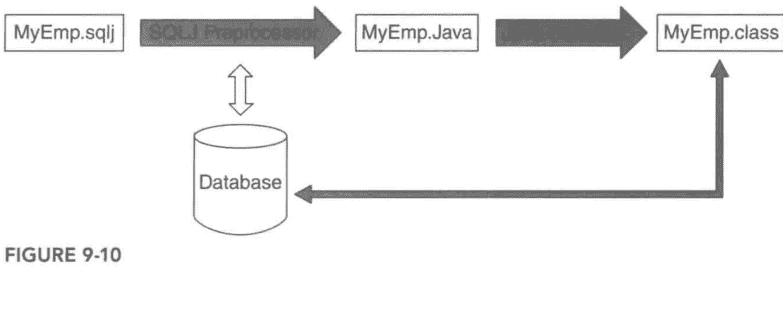 MyEmp.sqlj
SQLJ Preprocessor
MyEmp.Java
MyEmp.class
Database
FIGURE 9-10